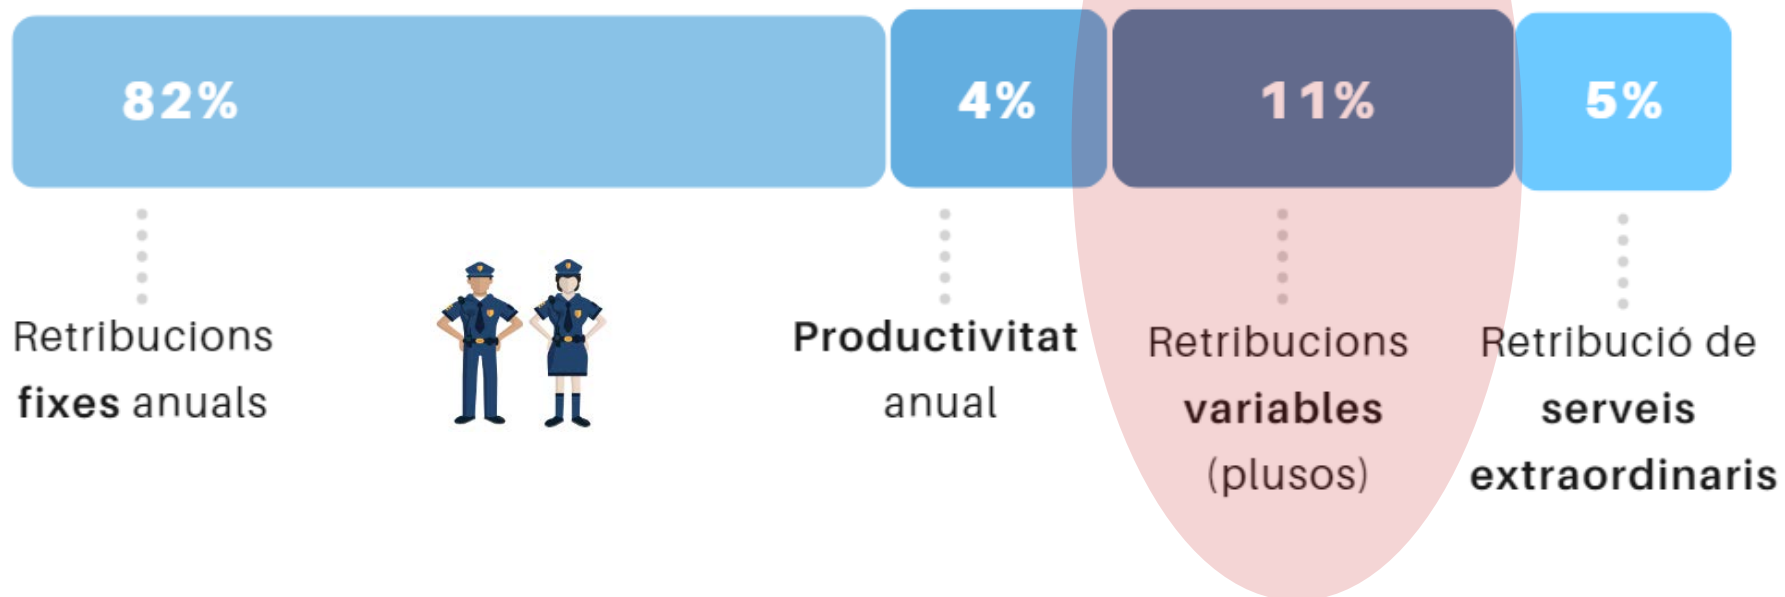 82%
4%
11%
5%
Retribucions
fixes anuals
Productivitat
anual
Retribucions
variables
(plusos)
Retribució de
serveis
extraordinaris